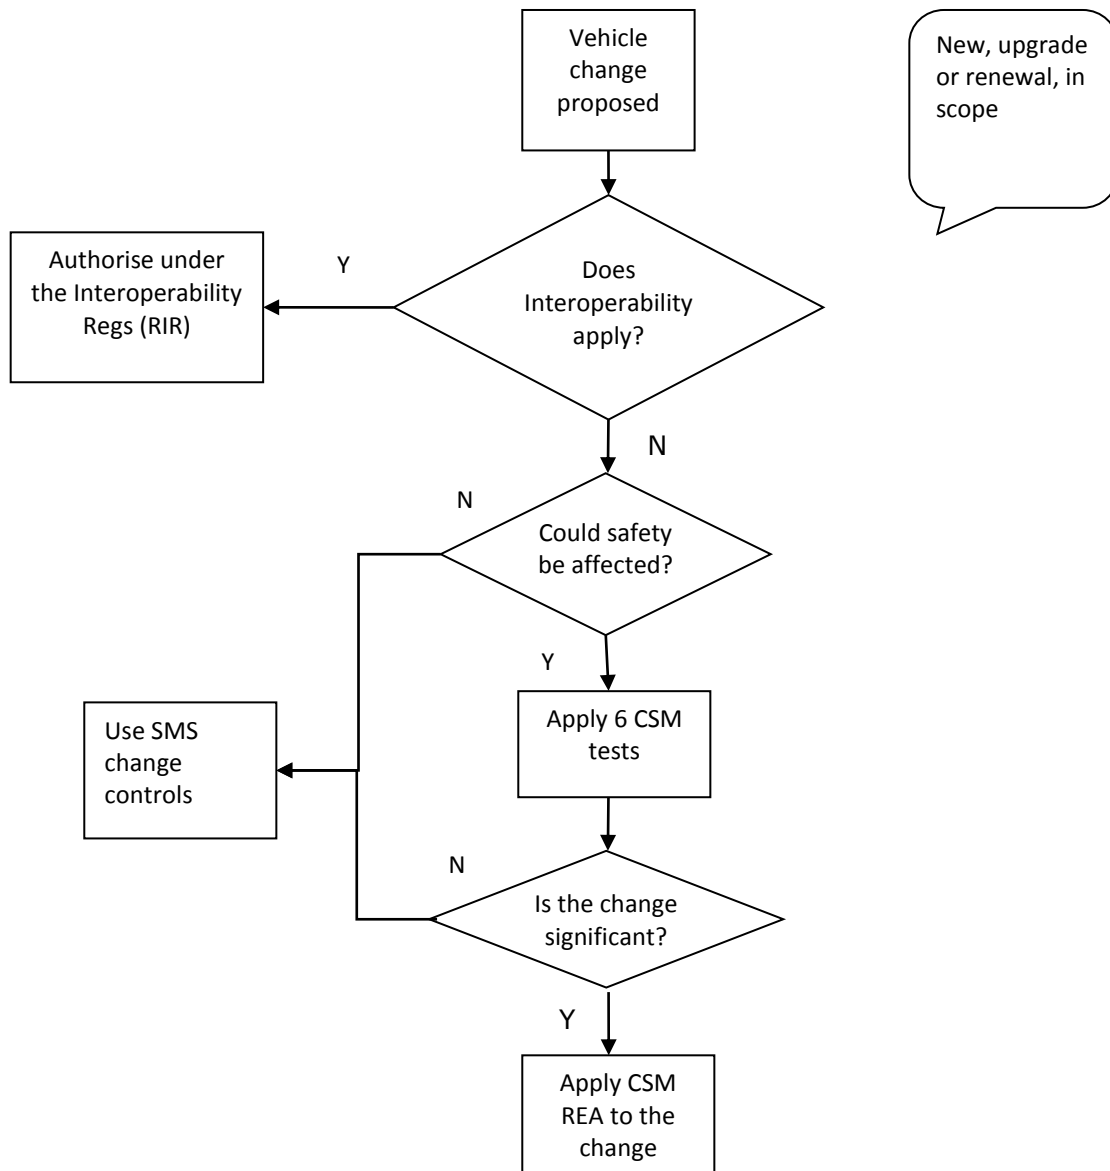 Vehicle
change
proposed
New, upgrade
or renewal, in
scope
Authorise under
the Interoperability
Regs (RIR)
Y
Does
Interoperability
apply?
N
N
Could safety
be affected?
Y
Use SMS
change
controls
Apply 6 CSM
tests
N
Is the change
significant?
Y
Apply CSM
REA to the
change